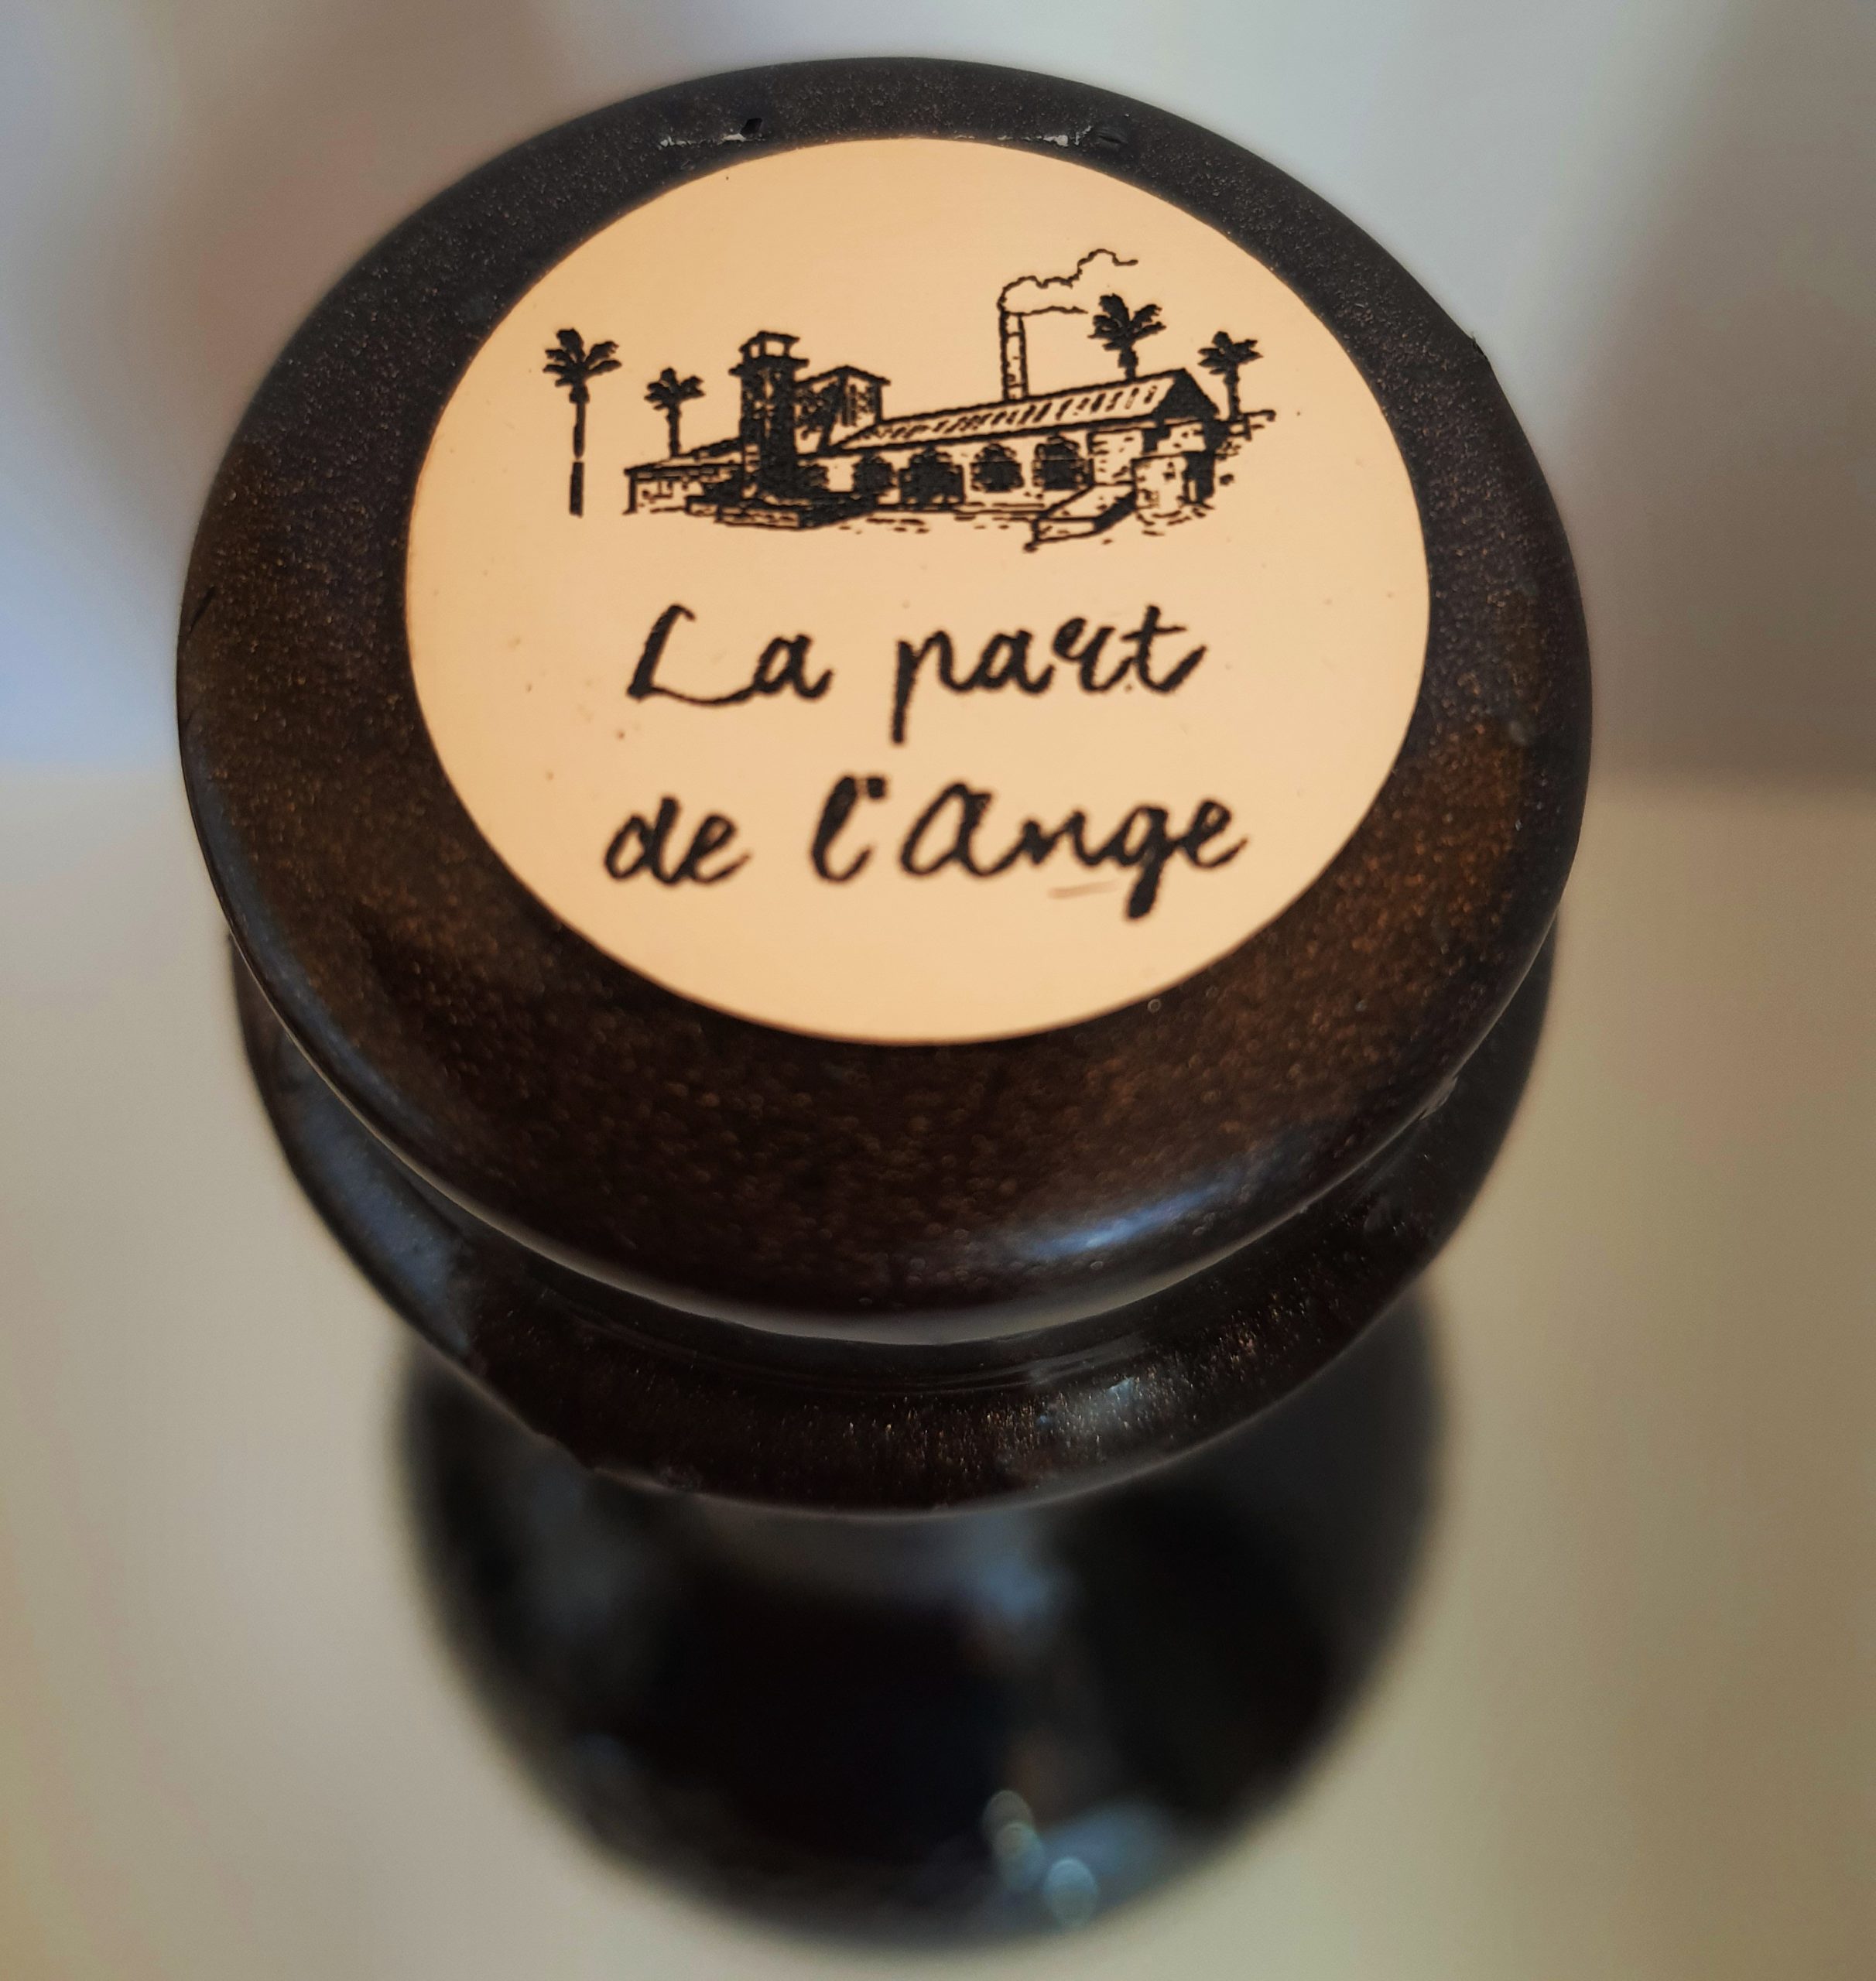 La part
de l'Ange